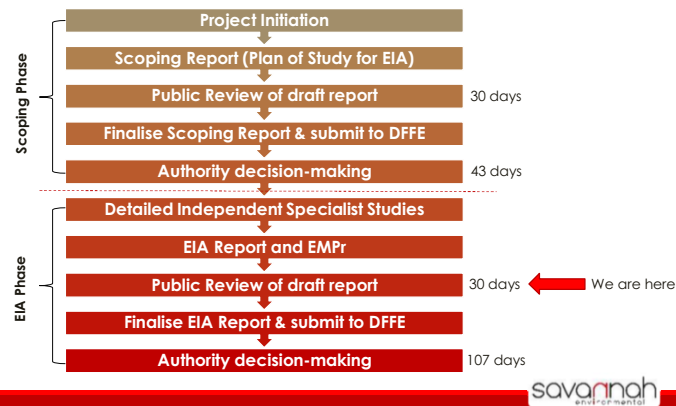 Project Initiation
Scoping Report (Plan of Study for EIA)
Public Review of draft report 30 days
Finalise Scoping Report & submit to DFFE
Authority decision-making 43 days
Scoping Phase
Detailed Independent Specialist Studies
EIA Report and EMPr
Public Review of draft report 30 days We are here
Finalise EIA Report & submit to DFFE
Authority decision-making 107 days
EIA Phase
savannah
environmental